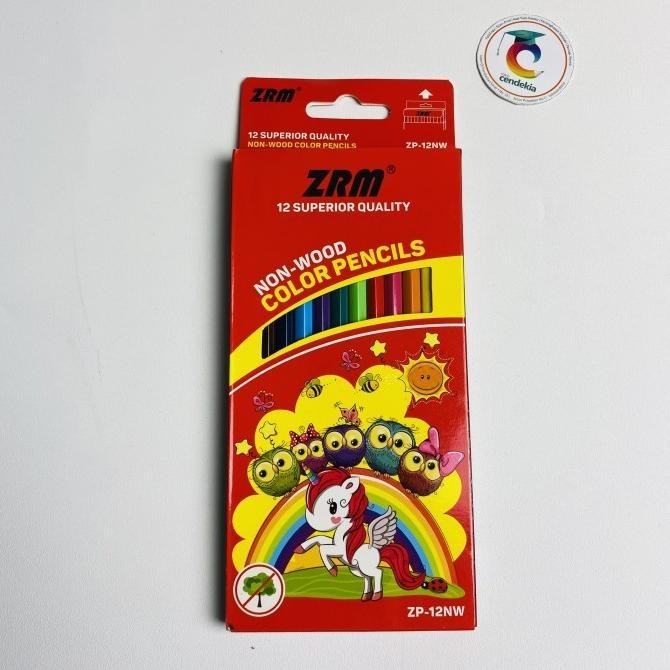 cendekia
ZRM®
12 SUPERIOR QUALITY
NON-WOOD COLOR PENCILS
ZRM
ZP-12NW
ZRM®
12 SUPERIOR QUALITY
NON-WOOD
COLOR PENCILS
ZP-12NW